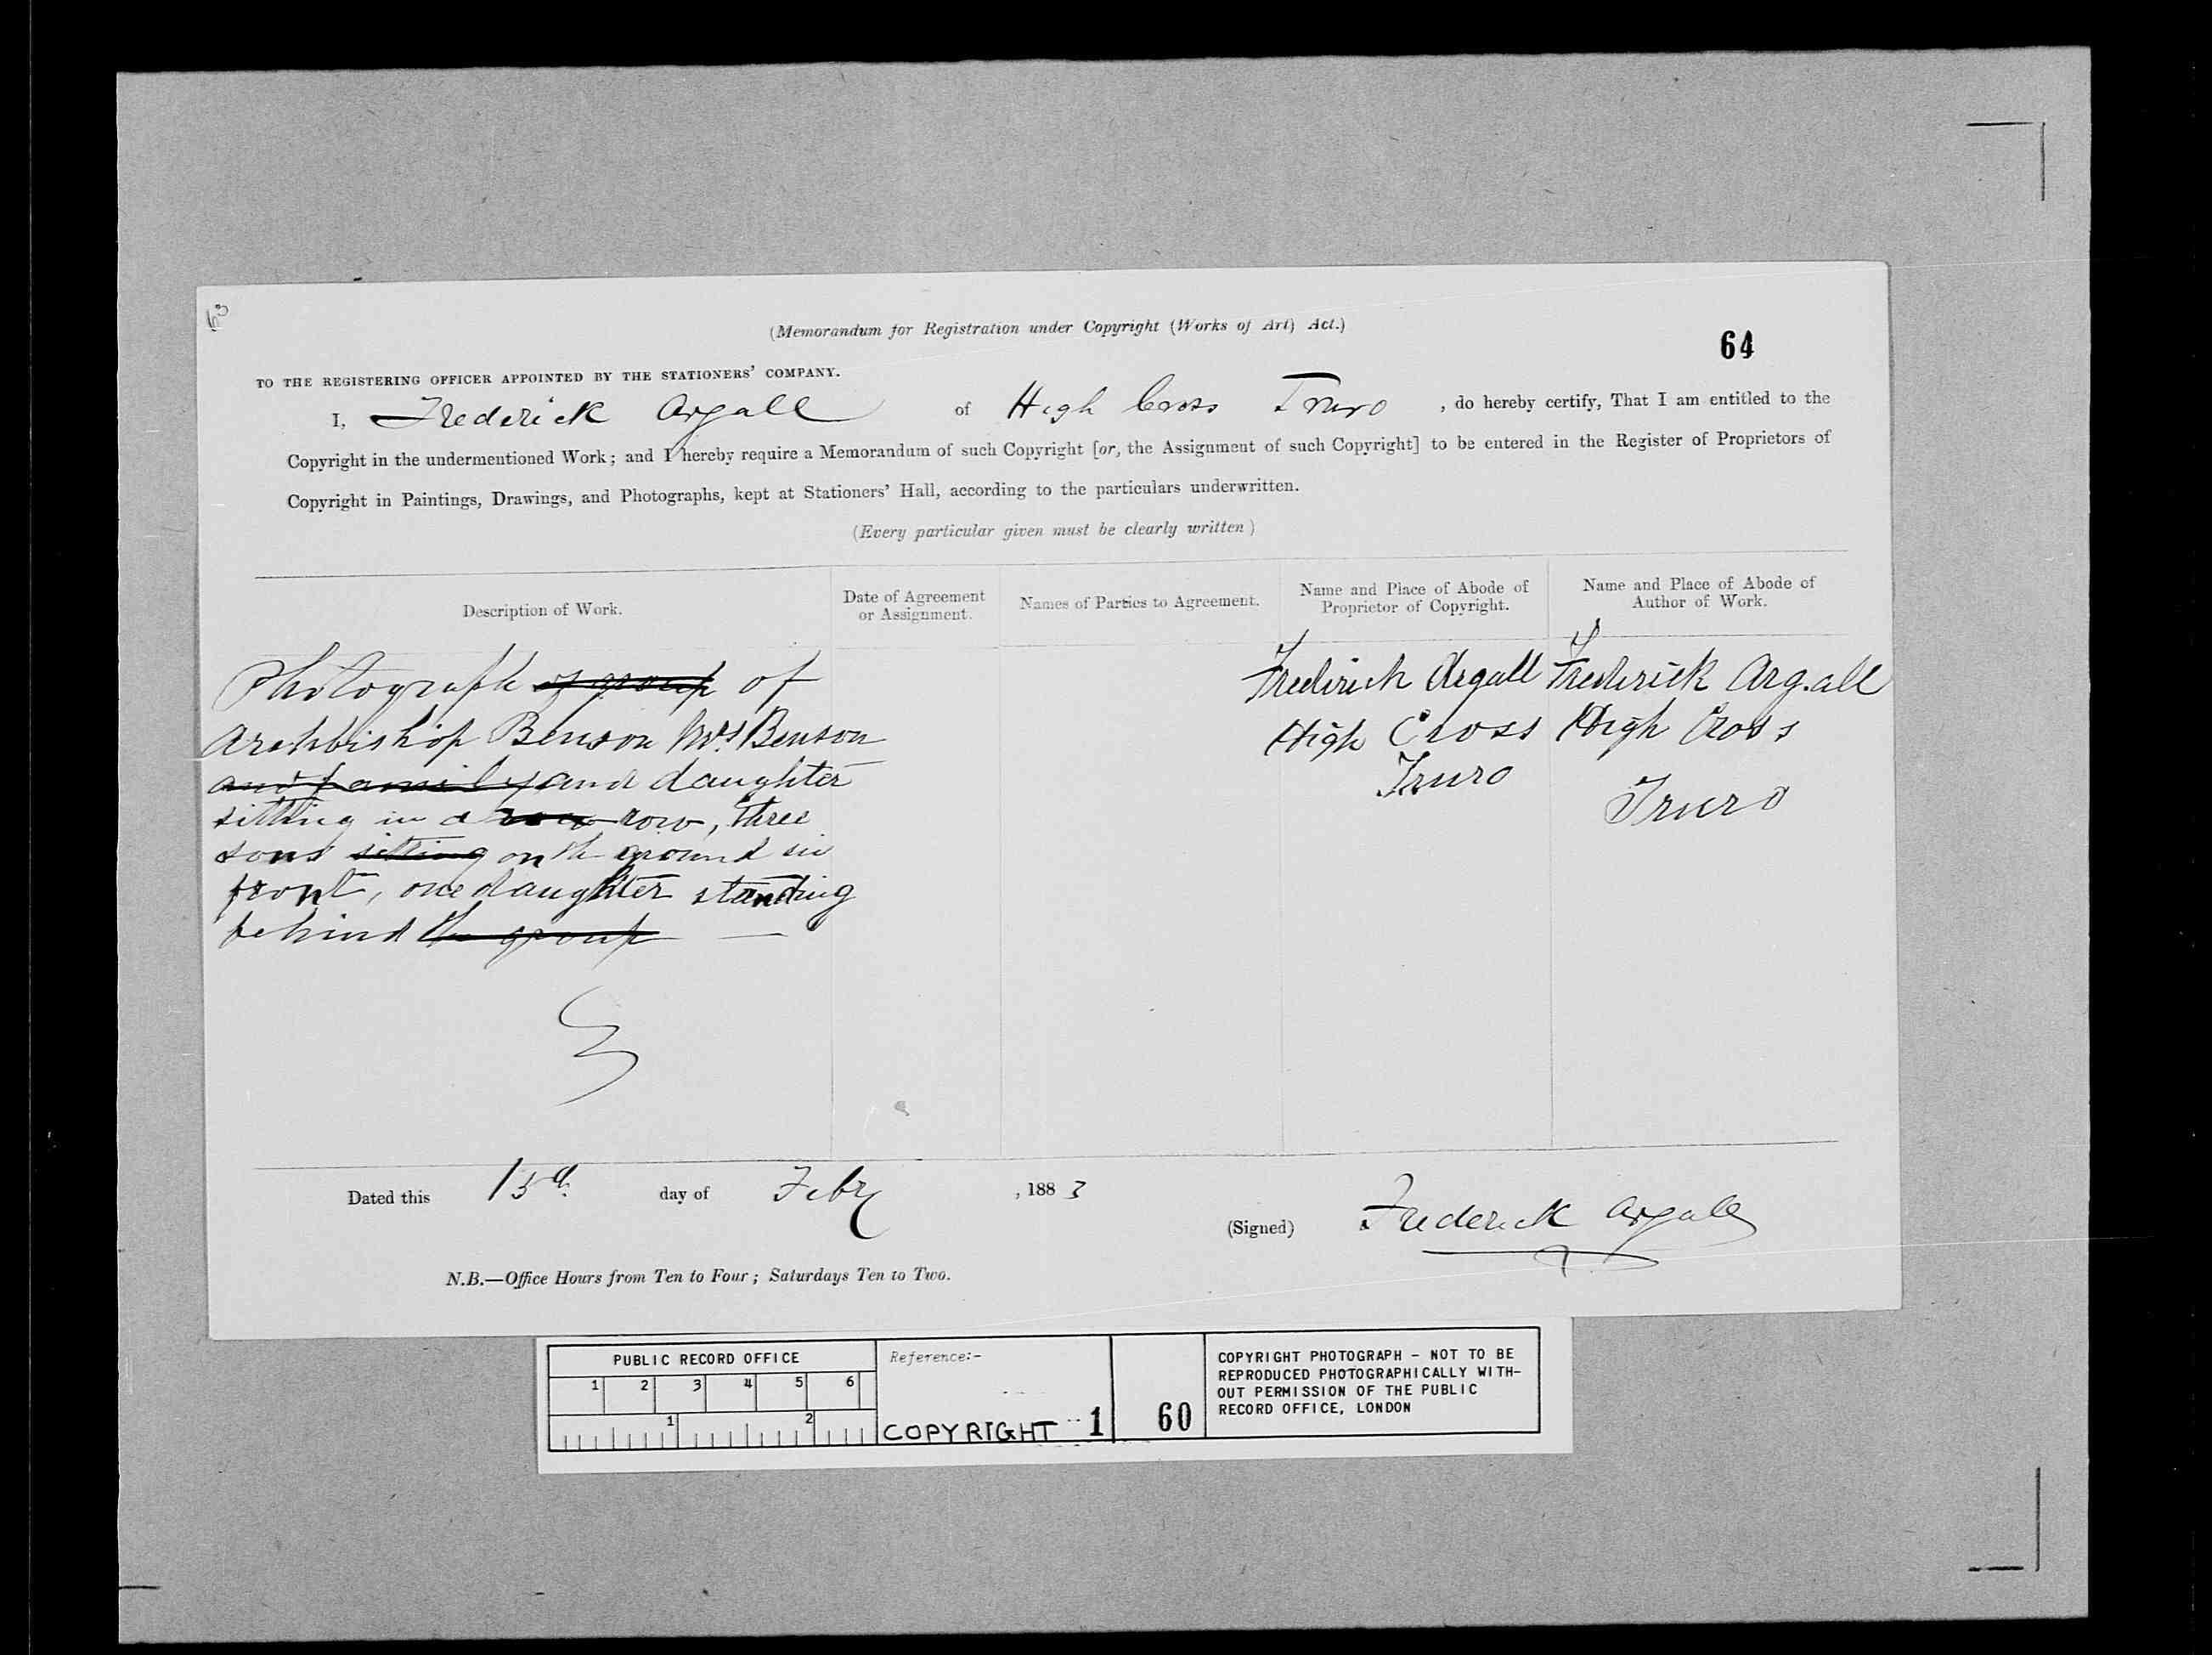 63
(Memorandum for Registration under Copyright (Works of Art) Act.)
64
TO THE REGISTERING OFFICER APPOINTED BY THE STATIONERS' COMPANY.
I, Frederick Argall of High Cross Truro , do hereby certify, That I am entitled to the
Copyright in the undermentioned Work; and I hereby require a Memorandum of such Copyright [or, the Assignment of such Copyright] to be entered in the Register of Proprietors of
Copyright in Paintings, Drawings, and Photographs, kept at Stationers' Hall, according to the particulars underwritten.
(Every particular given must be clearly written)
Description of Work.
Date of Agreement
or Assignment.
Names of Parties to Agreement.
Name and Place of Abode of
Proprietor of Copyright.
Name and Place of Abode of
Author of Work.
Photograph of group of
Archbishop Benson Mrs Benson
and family and daughter
sitting in a row row, three
sons sitting on the ground in
front, one daughter standing
behind the group —
Frederick Argall
High Cross
Truro
Frederick Argall
High Cross
Truro
Dated this 13d. day of Febry , 1883
(Signed) Frederick Argall
N.B.—Office Hours from Ten to Four; Saturdays Ten to Two.
PUBLIC RECORD OFFICE
1 2 3 4 5 6
1 2
Reference:-
COPYRIGHT 1
60
COPYRIGHT PHOTOGRAPH - NOT TO BE
REPRODUCED PHOTOGRAPHICALLY WITH-
OUT PERMISSION OF THE PUBLIC
RECORD OFFICE, LONDON